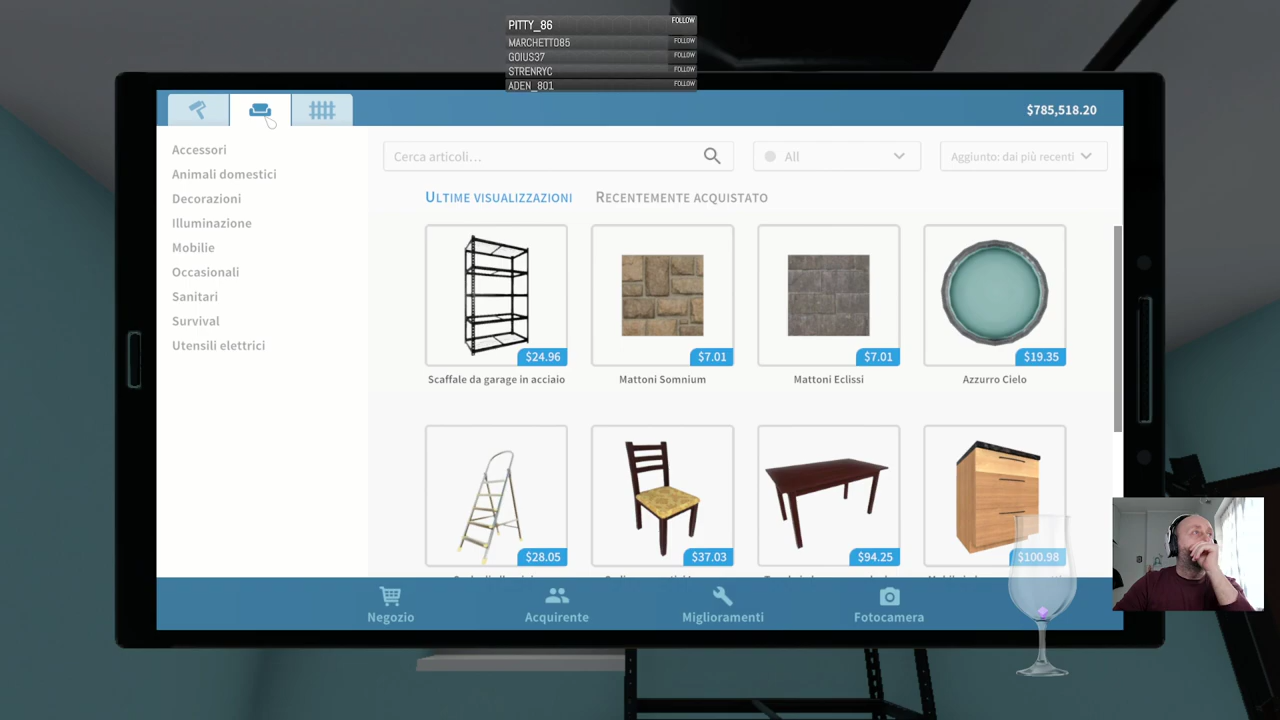 PITTY_86 FOLLOW
MARCHETTO85 FOLLOW
GOIUS37 FOLLOW
STRENRYC FOLLOW
ADEN_801 FOLLOW
$785,518.20
Accessori
Animali domestici
Decorazioni
Illuminazione
Mobilie
Occasionali
Sanitari
Survival
Utensili elettrici
Cerca articoli...
All
Aggiunto: dai più recenti
ULTIME VISUALIZZAZIONI
RECENTEMENTE ACQUISTATO
$24.96
$7.01
$7.01
$19.35
Scaffale da garage in acciaio
Mattoni Somnium
Mattoni Eclissi
Azzurro Cielo
$28.05
$37.03
$94.25
$100.98
Negozio
Acquirente
Miglioramenti
Fotocamera